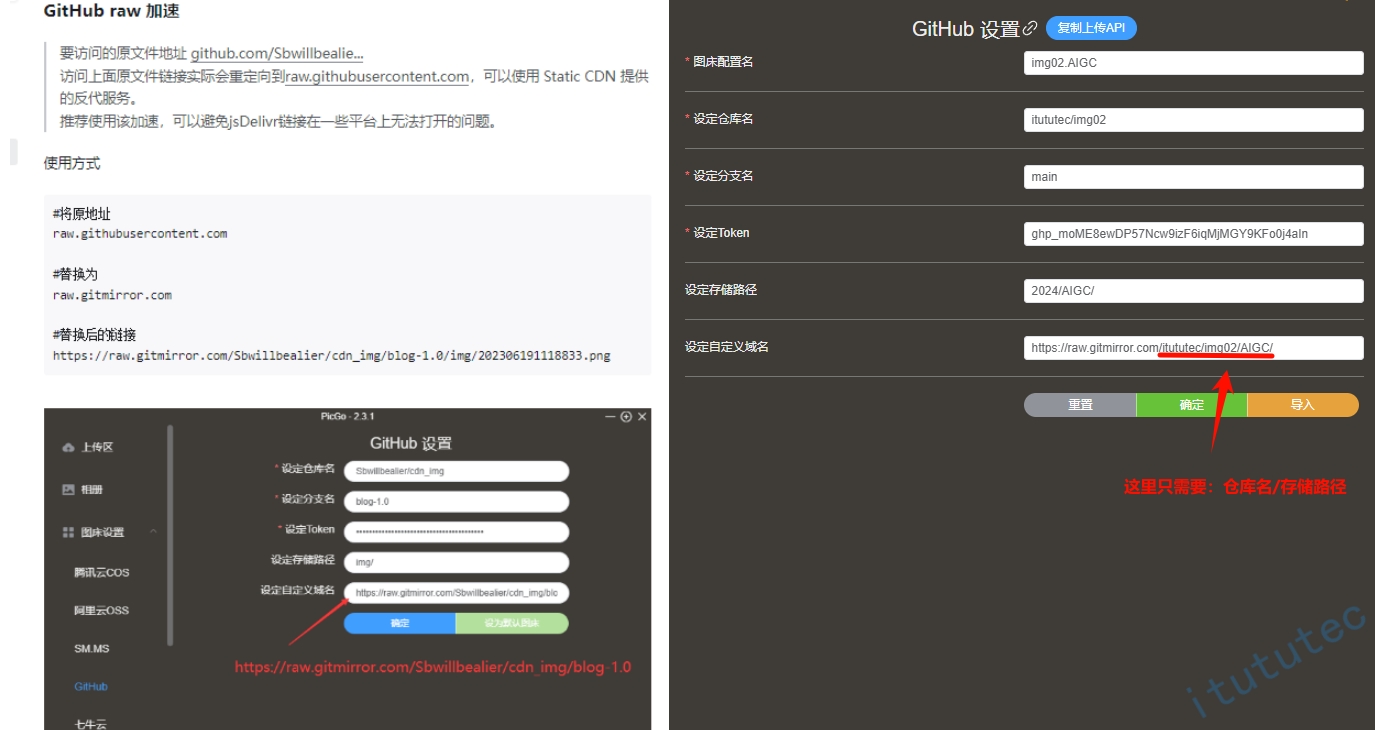 GitHub raw 加速
要访问的原文件地址 github.com/Sbwillbealie...
访问上面原文件链接实际会重定向到raw.githubusercontent.com，可以使用 Static CDN 提供
的反代服务。
推荐使用该加速，可以避免jsDelivr链接在一些平台上无法打开的问题。
使用方式
#将原地址
raw.githubusercontent.com
#替换为
raw.gitmirror.com
#替换后的链接
https://raw.gitmirror.com/Sbwillbealier/cdn_img/blog-1.0/img/202306191118833.png
PicGo - 2.3.1
上传区
相册
图床设置
腾讯云COS
阿里云OSS
SM.MS
GitHub
七牛云
GitHub 设置
* 设定仓库名
Sbwillbealier/cdn_img
* 设定分支名
blog-1.0
* 设定Token
设定存储路径
img/
设定自定义域名
https://raw.gitmirror.com/Sbwillbealier/cdn_img/blo
确定
设为默认图床
https://raw.gitmirror.com/Sbwillbealier/cdn_img/blog-1.0
GitHub 设置
复制上传API
* 图床配置名
img02.AIGC
* 设定仓库名
itututec/img02
* 设定分支名
main
* 设定Token
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
设定存储路径
2024/AIGC/
设定自定义域名
https://raw.gitmirror.com/itututec/img02/AIGC/
重置
确定
导入
这里只需要：仓库名/存储路径
itututec